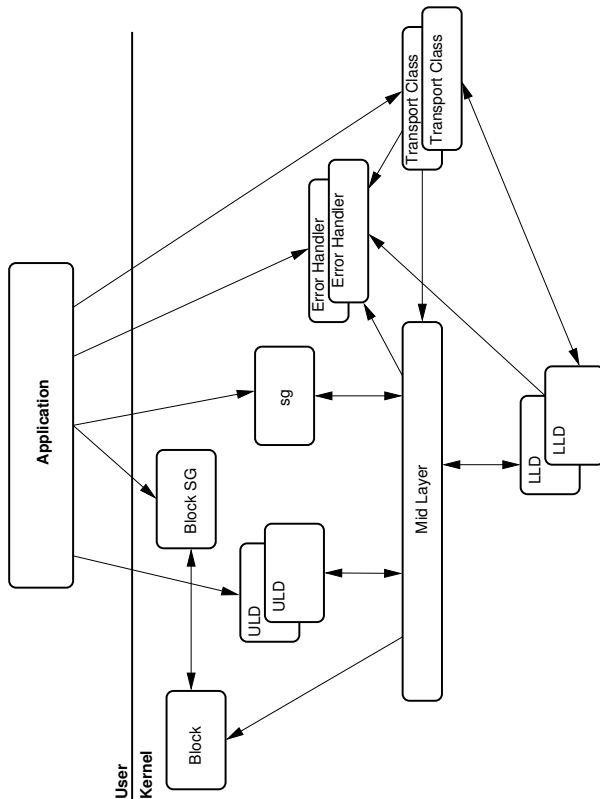 Application
User
Kernel
Block
Block SG
ULD
ULD
sg
Error Handler
Error Handler
Transport Class
Transport Class
Mid Layer
LLD
LLD